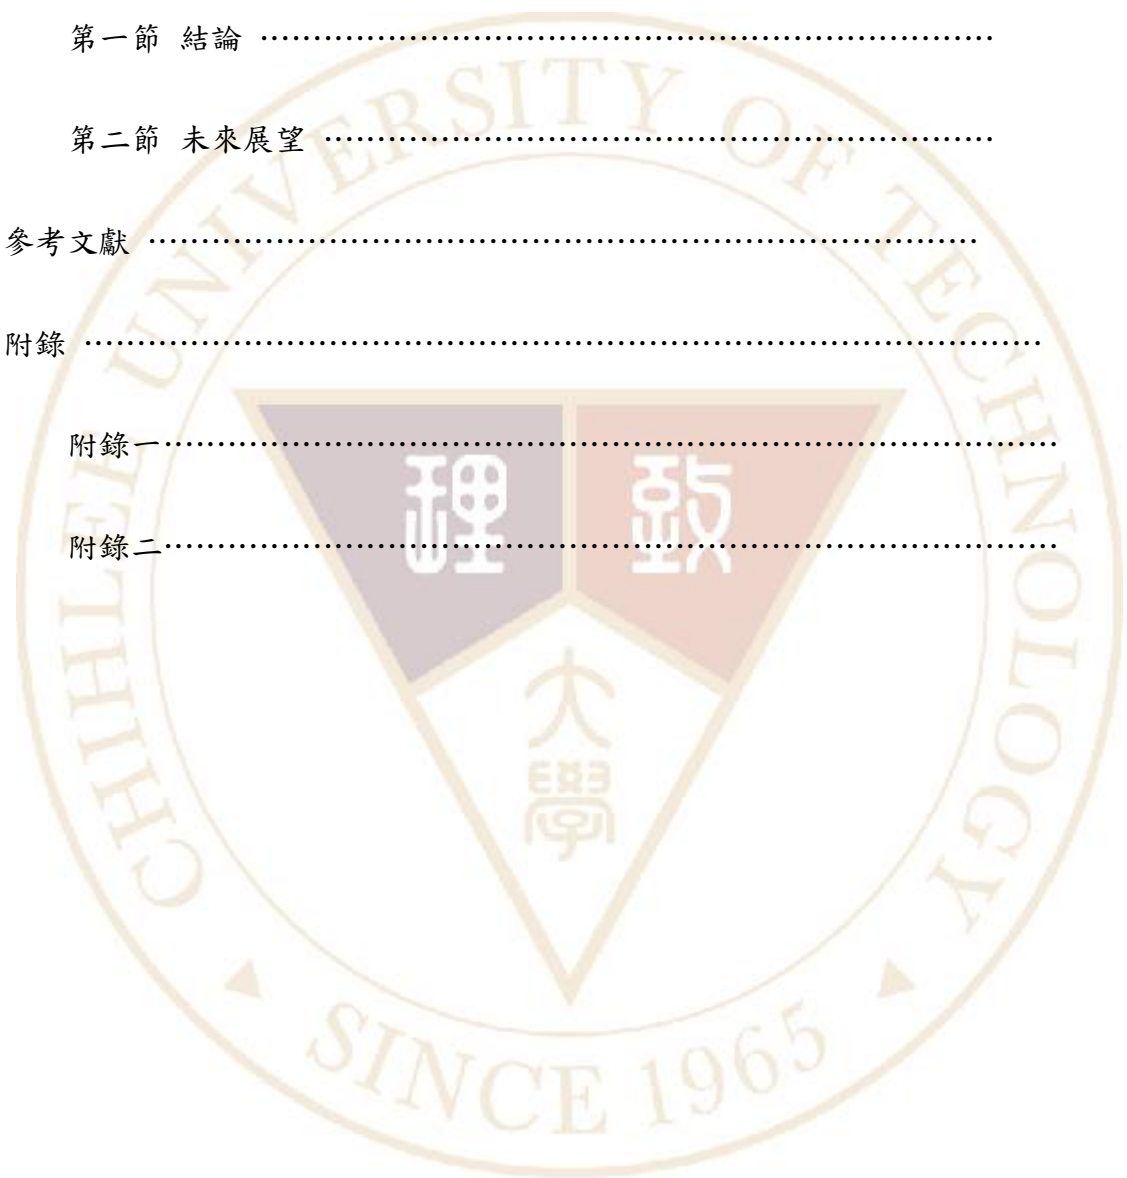 第一節 結論 ……………………………………………………………
第二節 未來展望 ………………………………………………………
參考文獻 ……………………………………………………………………
附錄 ………………………………………………………………………………
附錄一…………………………………………………………………………
附錄二…………………………………………………………………………
CHIHLEE UNIVERSITY OF TECHNOLOGY
理 致
大
學
SINCE 1965